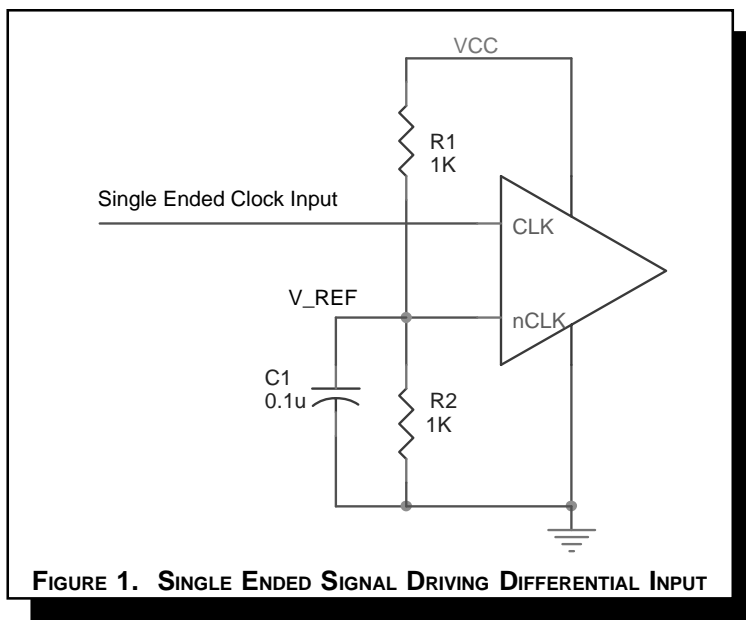 VCC
R1
1K
Single Ended Clock Input
CLK
V_REF
nCLK
C1
0.1u
R2
1K
FIGURE 1. SINGLE ENDED SIGNAL DRIVING DIFFERENTIAL INPUT